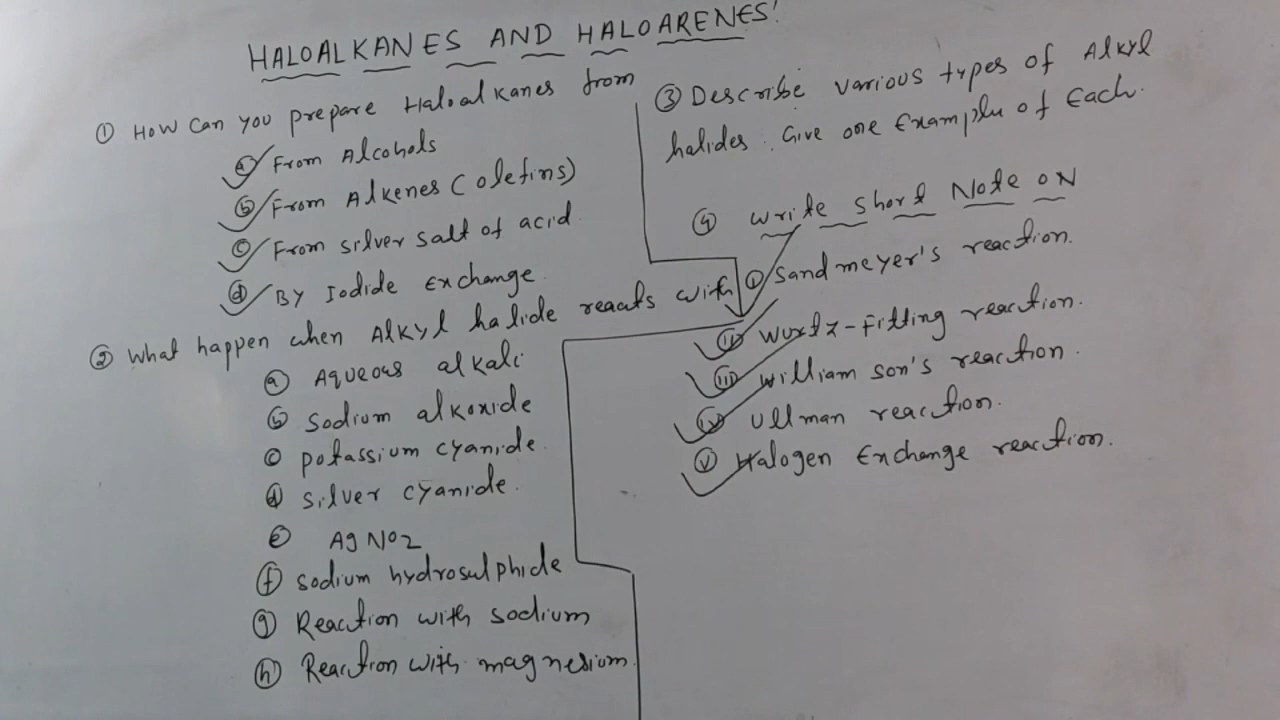 HALOALKANES AND HALOARENES!
① How can you prepare Haloalkanes from
ⓐ From Alcohols
ⓑ From Alkenes (olefins)
ⓒ From silver salt of acid
ⓓ By Iodide Exchange.
② What happen when Alkyl halide reacts with
ⓐ Aqueous alkali
ⓑ sodium alkoxide
ⓒ potassium cyanide.
ⓓ silver cyanide.
ⓔ AgNO2
ⓕ sodium hydrosulphide
ⓖ Reaction with sodium
ⓗ Reaction with magnesium.
③ Describe various types of Alkyl
halides. Give one Example of Each.
④ Write short Note on
ⓘ Sandmeyer's reaction.
ⓘⓘ Wurtz-Fitting reaction.
ⓘⓘⓘ William son's reaction.
ⓘⓥ Ullman reaction.
ⓥ Halogen Exchange reaction.